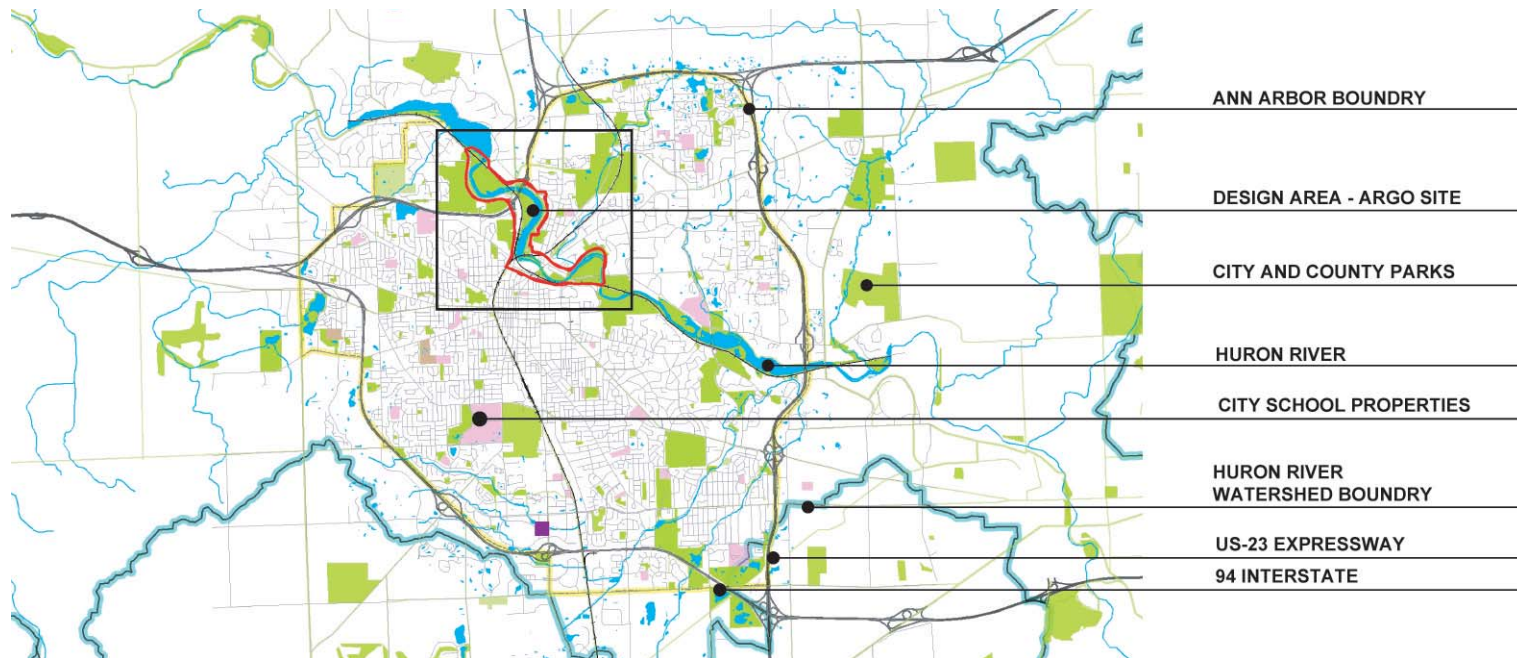 ANN ARBOR BOUNDRY
DESIGN AREA - ARGO SITE
CITY AND COUNTY PARKS
HURON RIVER
CITY SCHOOL PROPERTIES
HURON RIVER
WATERSHED BOUNDRY
US-23 EXPRESSWAY
94 INTERSTATE